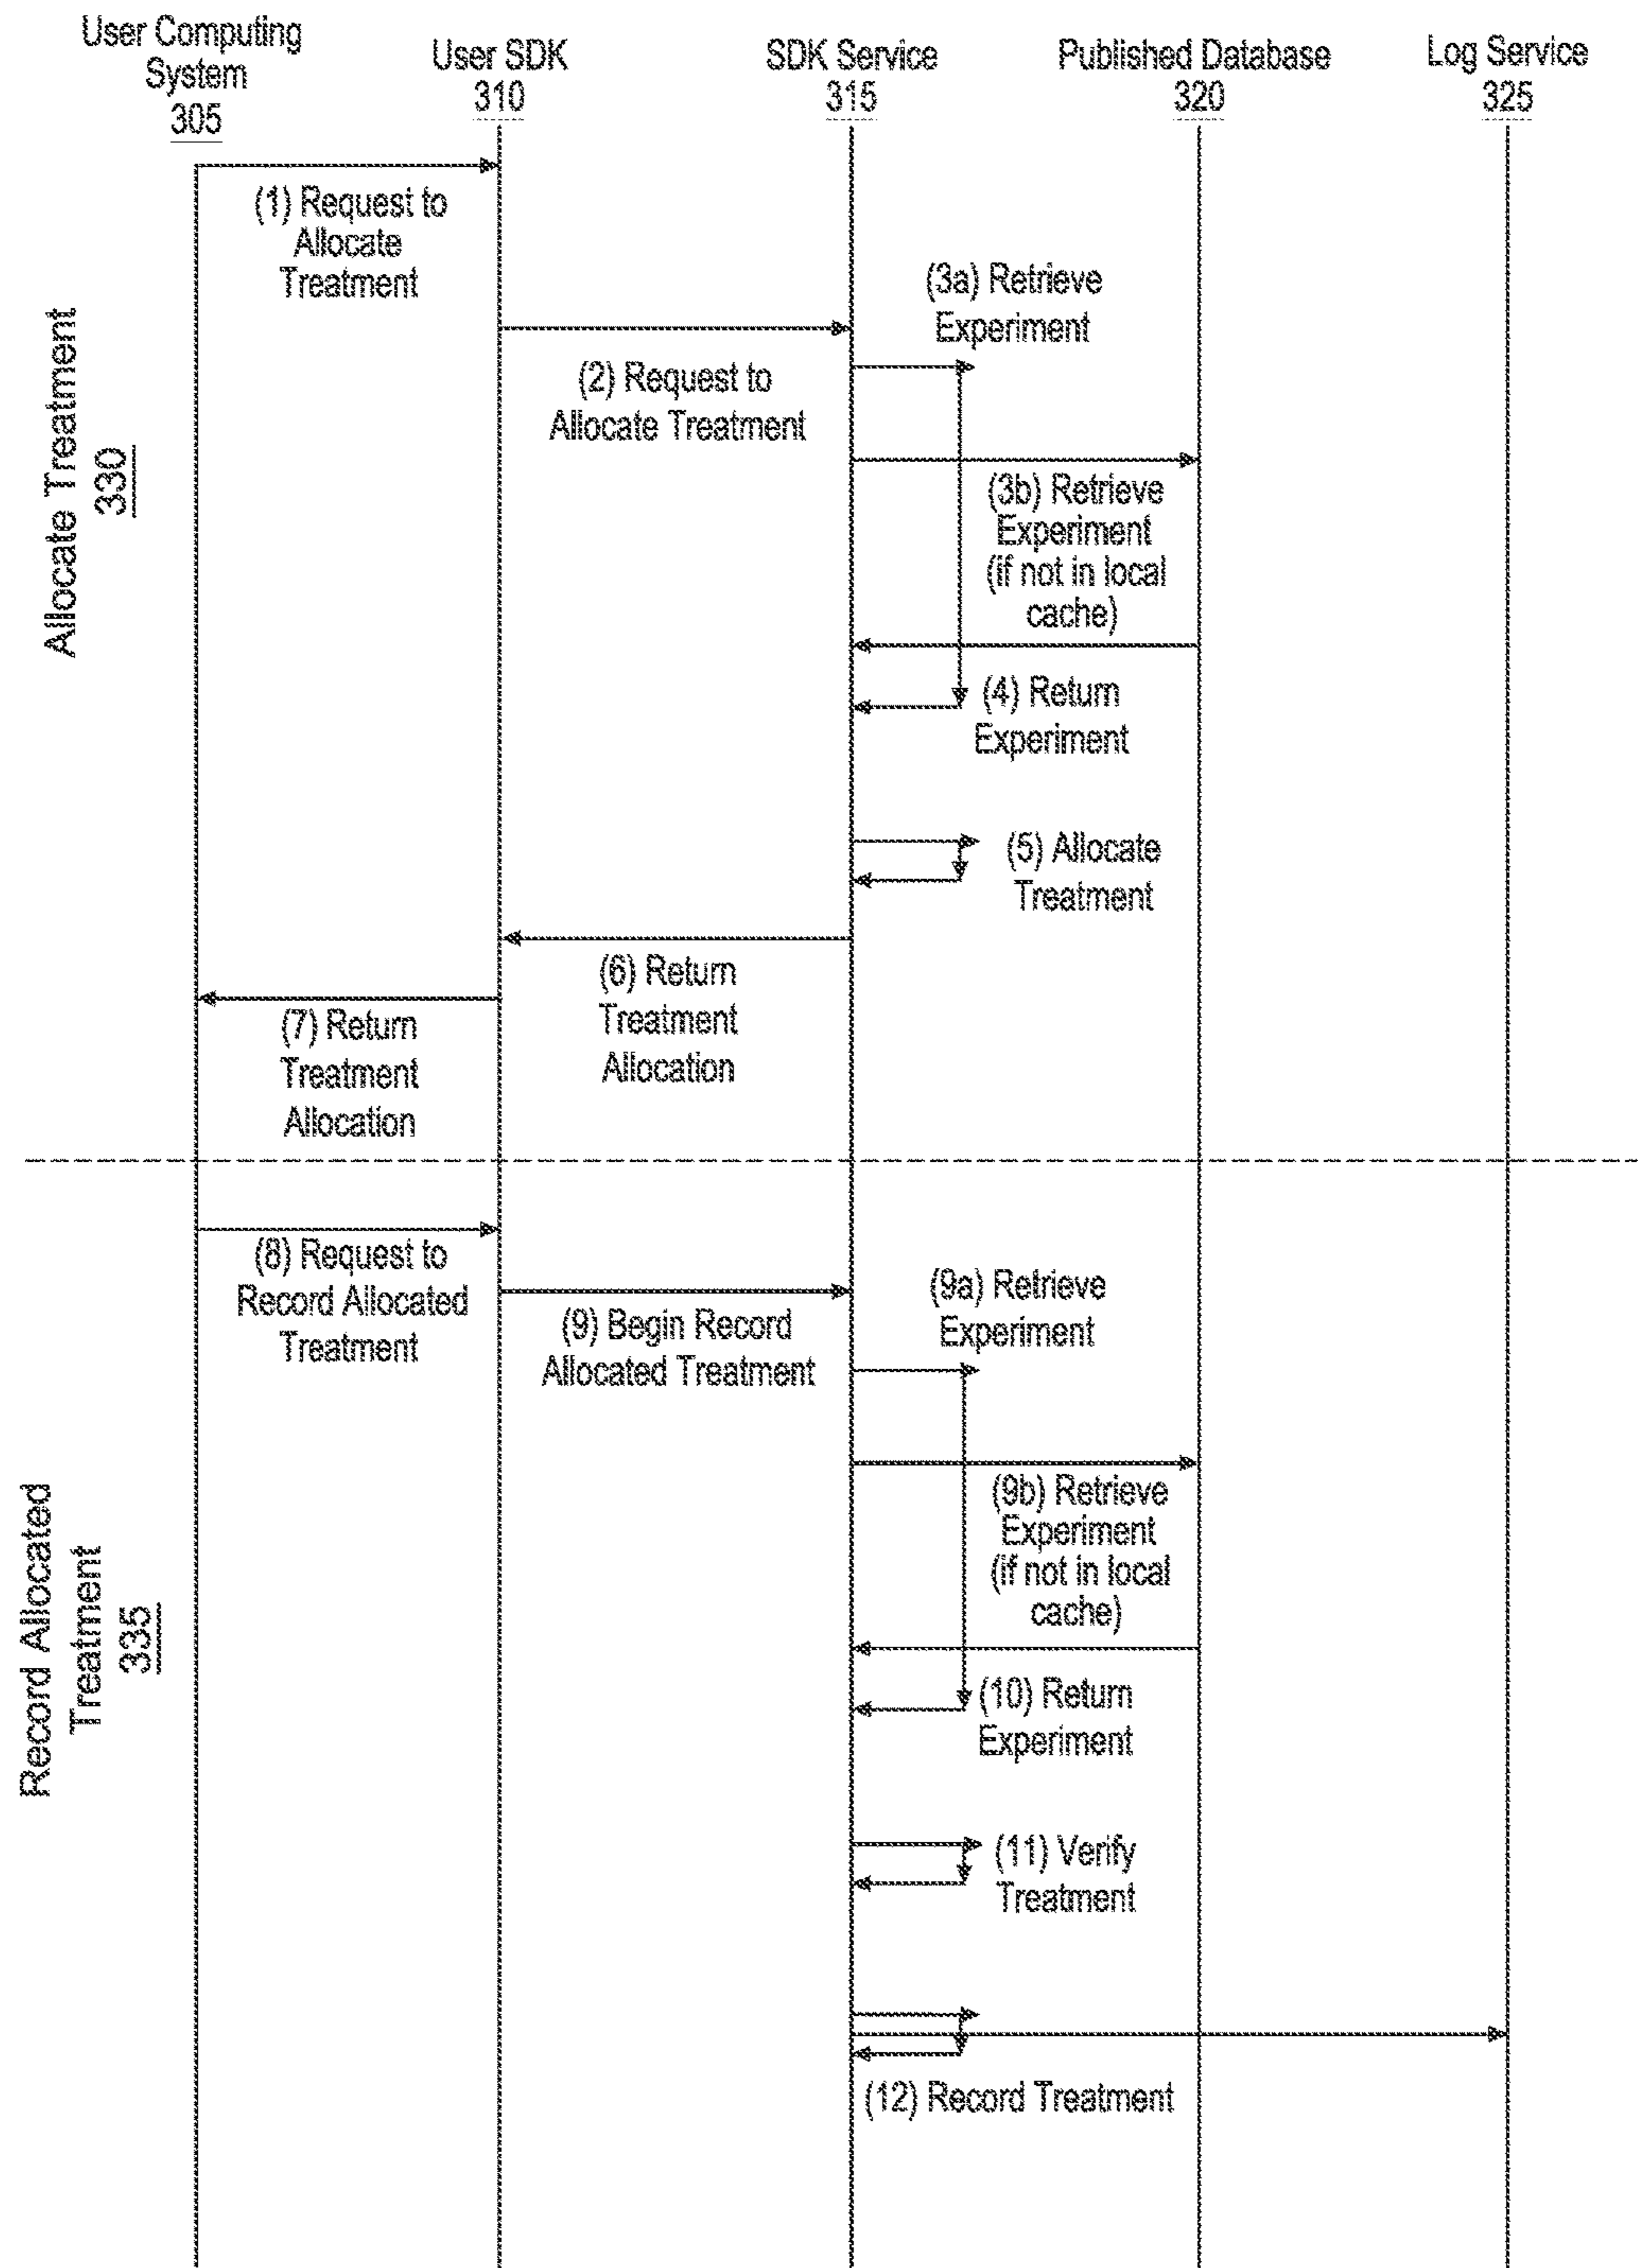 User Computing
System
305
User SDK
310
SDK Service
315
Published Database
320
Log Service
325
Allocate Treatment
330
(1) Request to
Allocate
Treatment
(2) Request to
Allocate Treatment
(3a) Retrieve
Experiment
(3b) Retrieve
Experiment
(if not in local
cache)
(4) Return
Experiment
(5) Allocate
Treatment
(6) Return
Treatment
Allocation
(7) Return
Treatment
Allocation
Record Allocated
Treatment
335
(8) Request to
Record Allocated
Treatment
(9) Begin Record
Allocated Treatment
(9a) Retrieve
Experiment
(9b) Retrieve
Experiment
(if not in local
cache)
(10) Return
Experiment
(11) Verify
Treatment
(12) Record Treatment